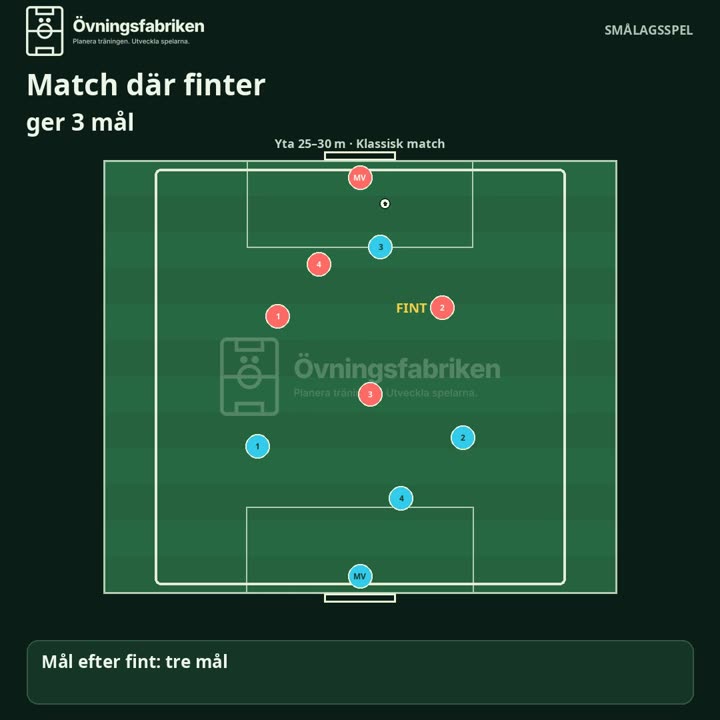 Övningsfabriken
Planera träningen. Utveckla spelarna.
SMÅLAGSSPEL
Match där finter
ger 3 mål
Yta 25–30 m · Klassisk match
MV
3
4
1
FINT 2
Övningsfabriken
Planera träni Utveckla spelarna.
3
1
2
4
MV
Mål efter fint: tre mål